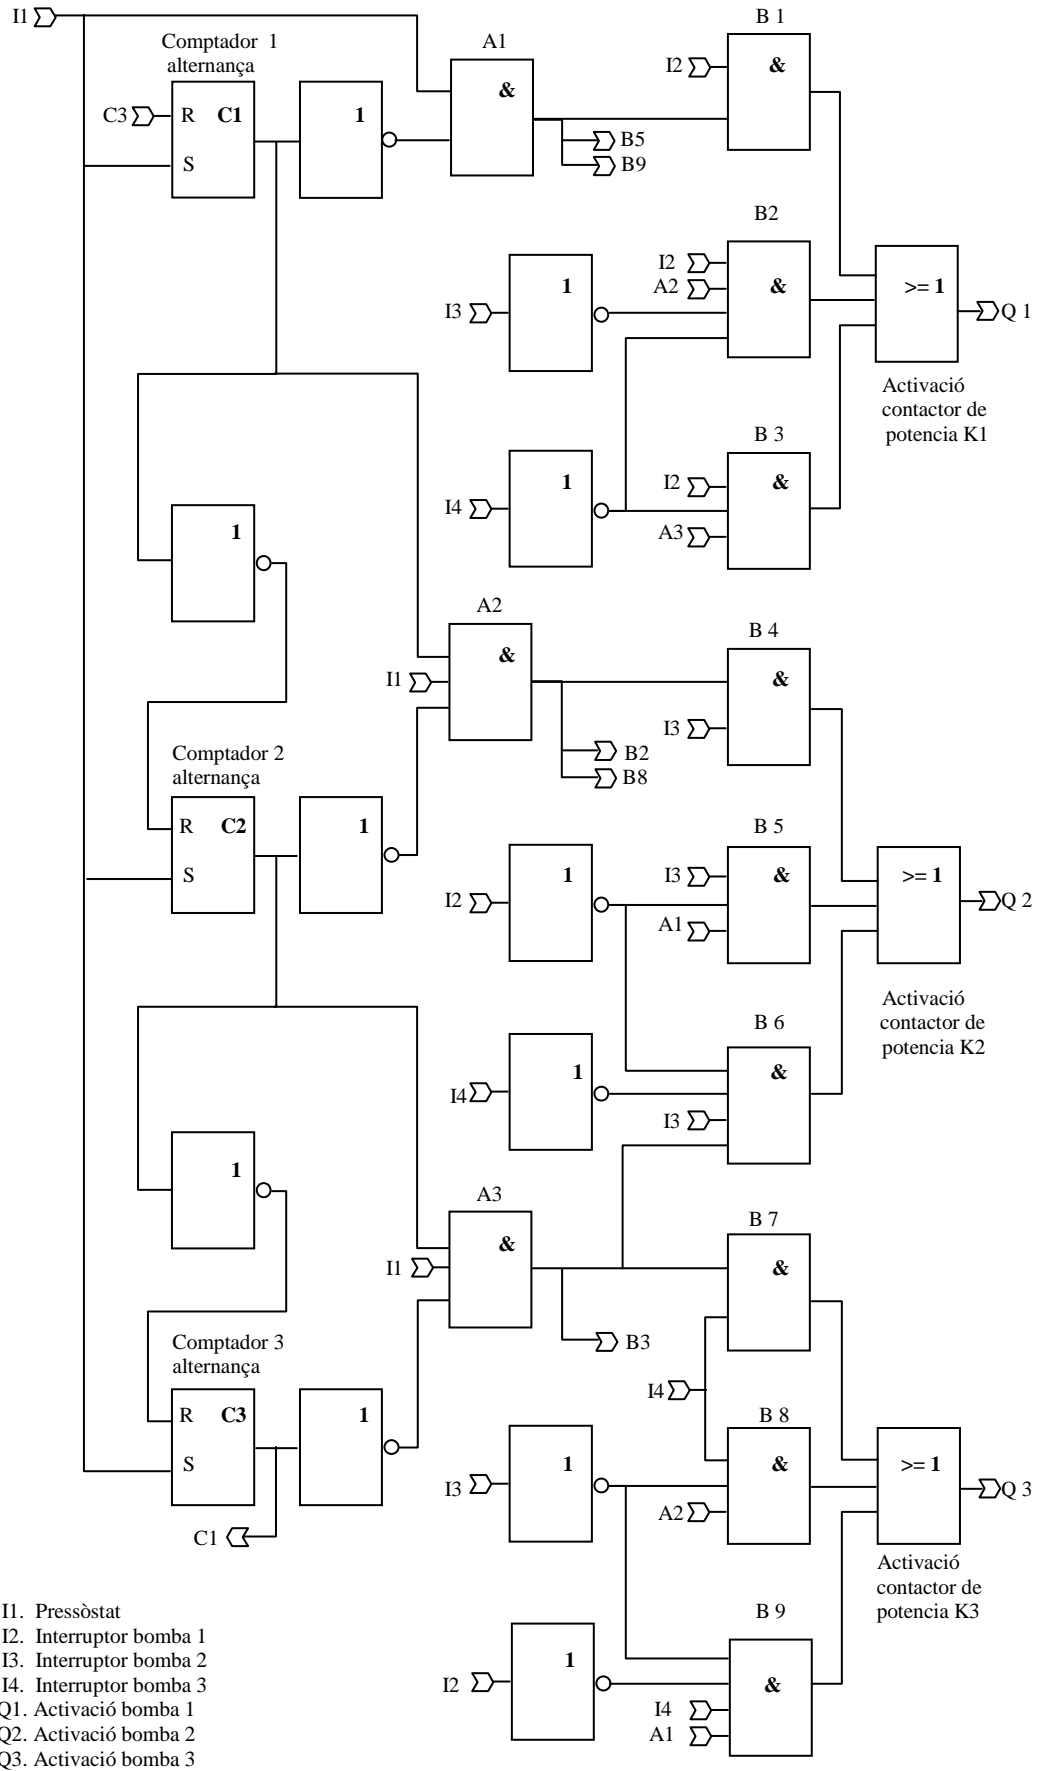 I1
Comptador 1
alternança
C3
R C1
S
1
A1
&
B5
B9
B 1
I2
&
B2
I2
A2
&
I3
1
>= 1
Q 1
Activació
contactor de
potencia K1
B 3
I2
&
A3
I4
1
1
A2
&
I1
B2
B8
B 4
&
I3
Comptador 2
alternança
R C2
S
1
B 5
I3
&
A1
I2
1
>= 1
Q 2
Activació
contactor de
potencia K2
B 6
&
I3
I4
1
1
A3
&
I1
B3
B 7
&
I4
Comptador 3
alternança
R C3
S
1
C1
B 8
&
A2
I3
1
>= 1
Q 3
Activació
contactor de
potencia K3
B 9
&
I4
A1
I2
1
I1. Pressòstat
I2. Interruptor bomba 1
I3. Interruptor bomba 2
I4. Interruptor bomba 3
Q1. Activació bomba 1
Q2. Activació bomba 2
Q3. Activació bomba 3